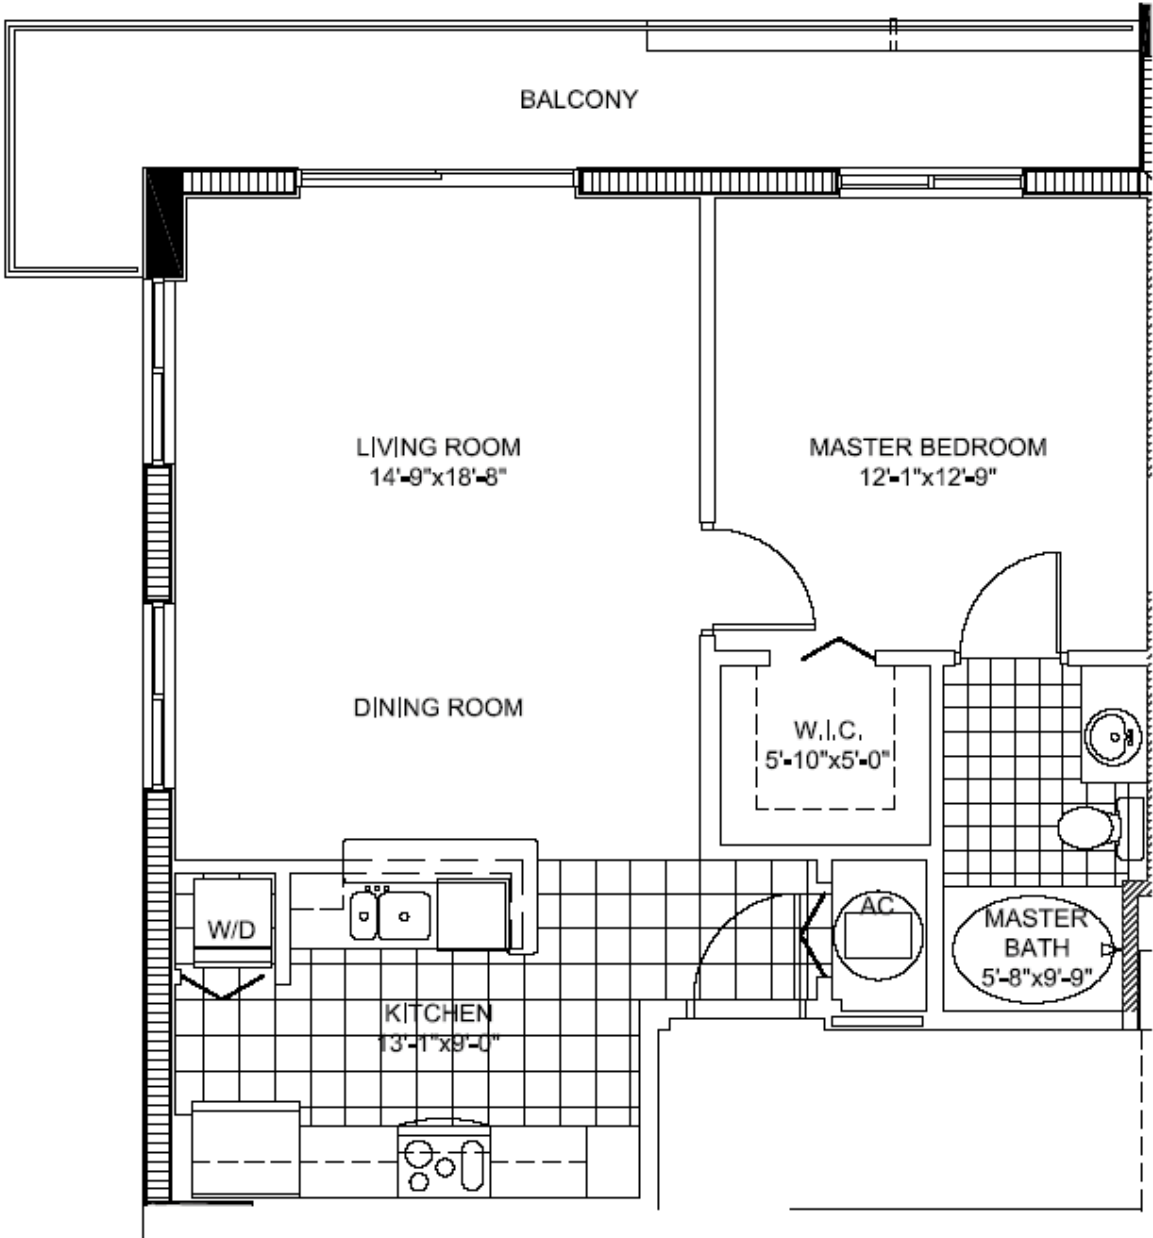 BALCONY
LIVING ROOM
14'-9"x18'-8"
MASTER BEDROOM
12'-1"x12'-9"
DINING ROOM
W.I.C.
5'-10"x5'-0"
W/D
AC
MASTER
BATH
5'-8"x9'-9"
KITCHEN
13'-1"x9'-0"